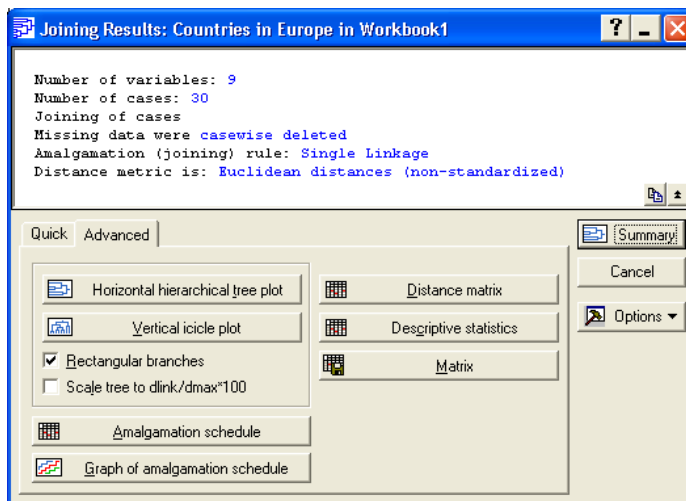 Joining Results: Countries in Europe in Workbook1
Number of variables: 9
Number of cases: 30
Joining of cases
Missing data were casewise deleted
Amalgamation (joining) rule: Single Linkage
Distance metric is: Euclidean distances (non-standardized)
Quick Advanced
Summary
Cancel
Options
Horizontal hierarchical tree plot
Vertical icicle plot
Rectangular branches
Scale tree to dlink/dmax*100
Amalgamation schedule
Graph of amalgamation schedule
Distance matrix
Descriptive statistics
Matrix